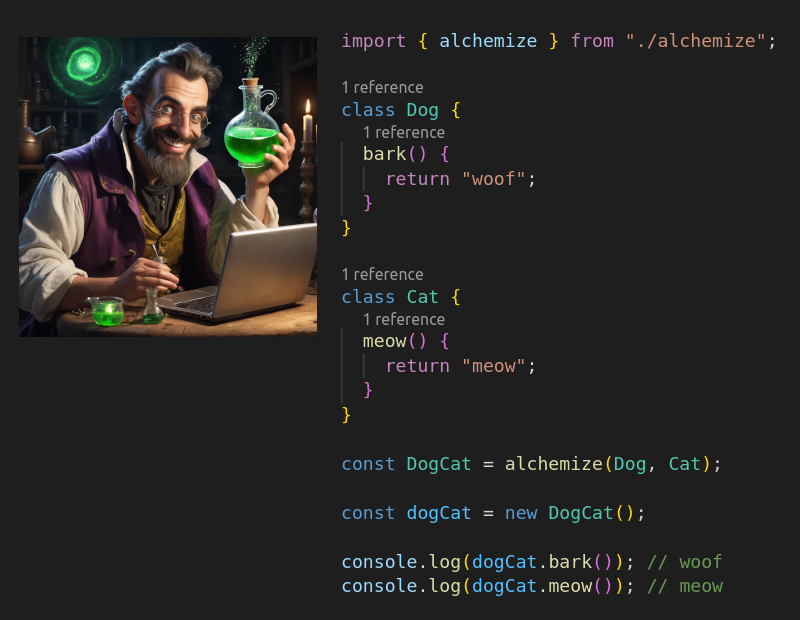 import { alchemize } from "./alchemize";
1 reference
class Dog {
1 reference
bark() {
return "woof";
}
}
1 reference
class Cat {
1 reference
meow() {
return "meow";
}
}
const DogCat = alchemize(Dog, Cat);
const dogCat = new DogCat();
console.log(dogCat.bark()); // woof
console.log(dogCat.meow()); // meow